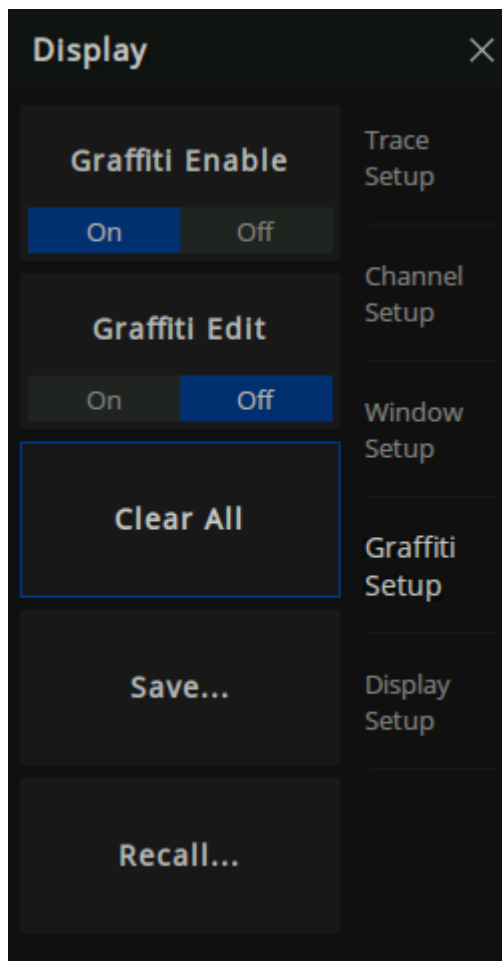 Display
Graffiti Enable
On Off
Graffiti Edit
On Off
Clear All
Save...
Recall...
Trace
Setup
Channel
Setup
Window
Setup
Graffiti
Setup
Display
Setup